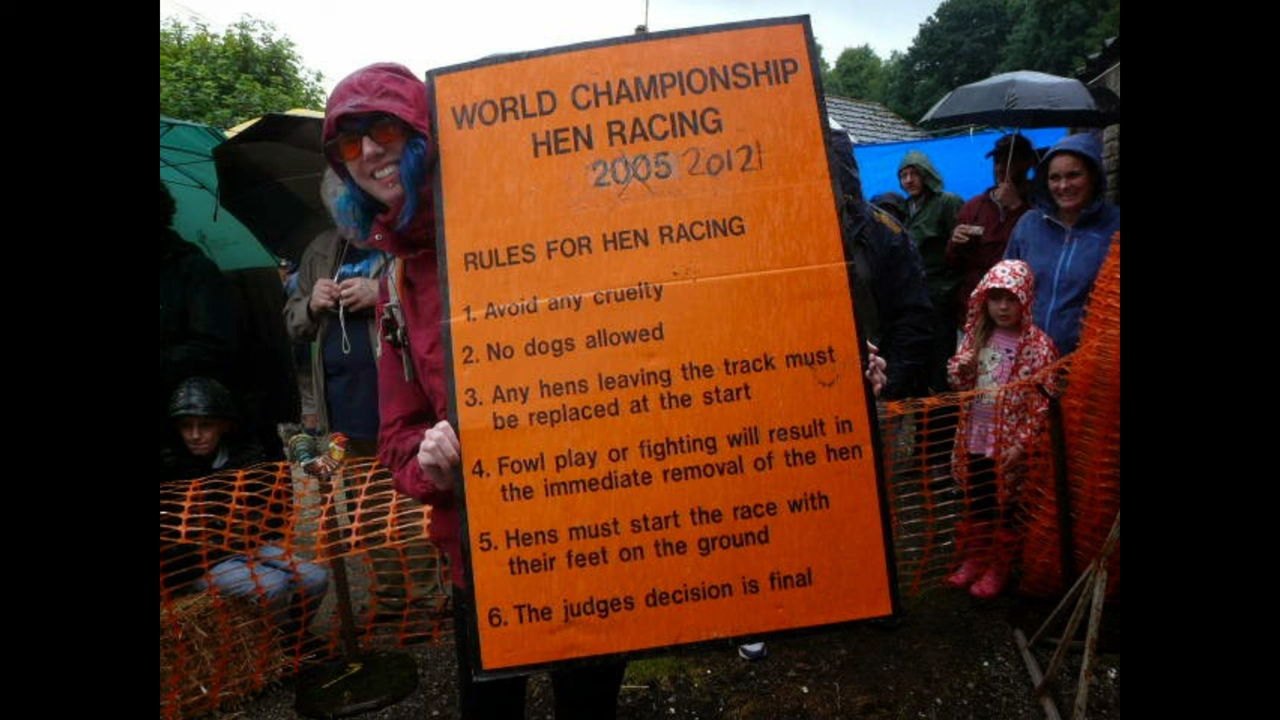 WORLD CHAMPIONSHIP
HEN RACING
2005 2012!
RULES FOR HEN RACING
1. Avoid any cruelty
2. No dogs allowed
3. Any hens leaving the track must
be replaced at the start
4. Fowl play or fighting will result in
the immediate removal of the hen
5. Hens must start the race with
their feet on the ground
6. The judges decision is final